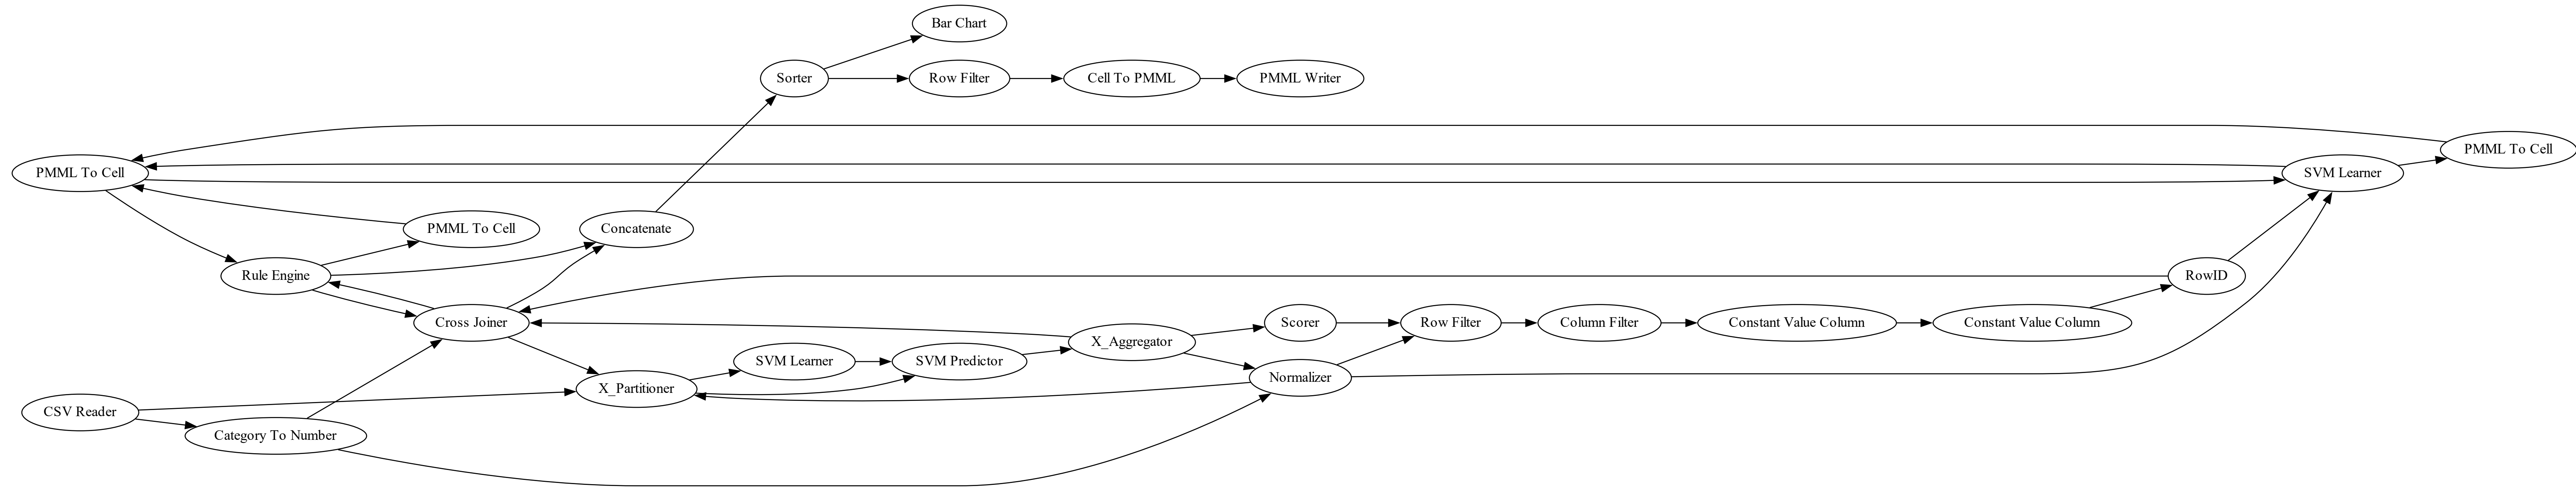 Bar Chart
Sorter
Row Filter
Cell To PMML
PMML Writer
PMML To Cell
PMML To Cell
SVM Learner
PMML To Cell
Concatenate
Rule Engine
RowID
Cross Joiner
Scorer
Row Filter
Column Filter
Constant Value Column
Constant Value Column
X_Aggregator
SVM Learner
SVM Predictor
Normalizer
X_Partitioner
CSV Reader
Category To Number